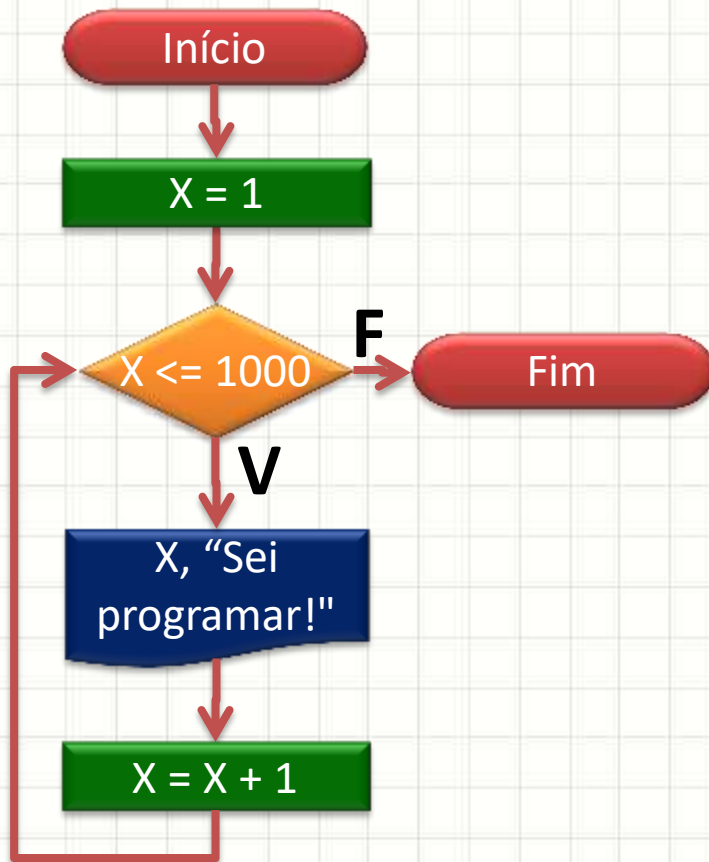 Início
X = 1
X <= 1000
F
Fim
V
X, “Sei
programar!"
X = X + 1